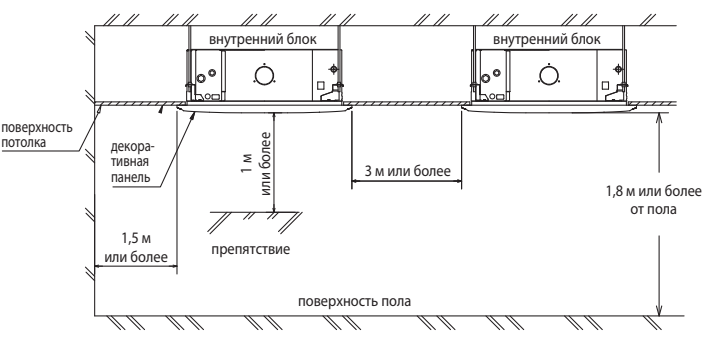 внутренний блок
внутренний блок
поверхность
потолка
декора-
тивная
панель
1 м
или более
3 м или более
1,8 м или более
от пола
1,5 м
или более
препятствие
поверхность пола